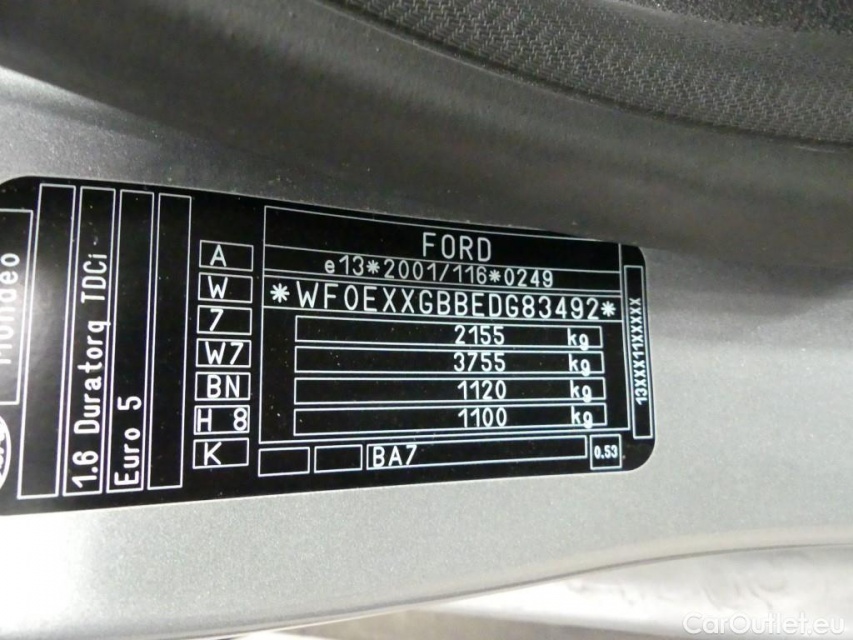 Mondeo
1.6 Duratorq TDCi
Euro 5
A
W
7
W7
BN
H 8
K
FORD
e13*2001/116*0249
*WF0EXXGBBEDG83492*
2155 kg
3755 kg
1120 kg
1100 kg
BA7
0.53
13XXX11XXXXX
CarOutlet.eu